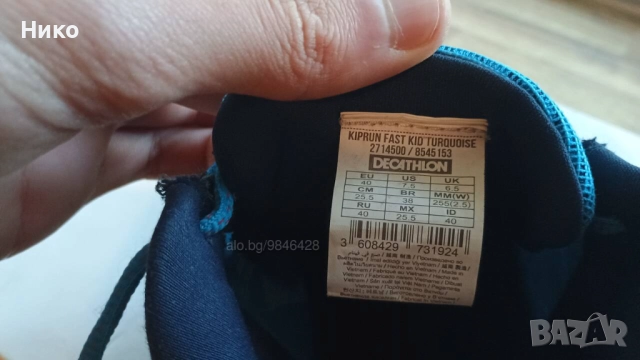 Нико
KIPRUN FAST KID TURQUOISE
2714500 / 8545153
DECATHLON
EU US UK
40 7.5 6.5
CM BR MM(W)
25.5 38 255(2.5)
RU MX ID
40 25.5 40
3 608429 731924
alo.bg/9846428
BAZAR